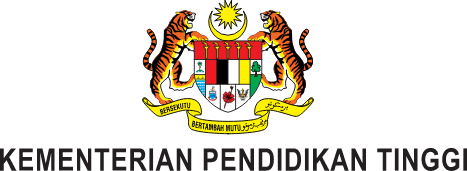 BERSEKUTU
BERTAMBAH MUTU
KEMENTERIAN PENDIDIKAN TINGGI